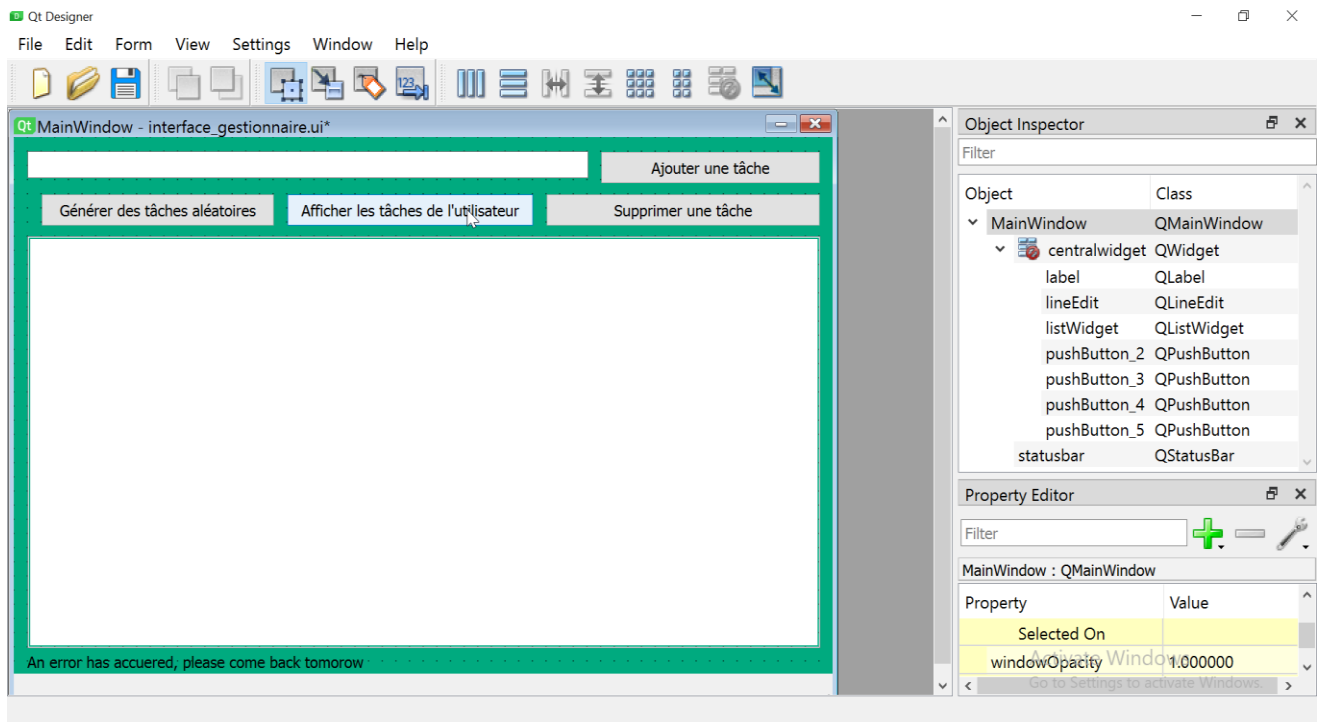 Qt Designer
File Edit Form View Settings Window Help
123
Qt MainWindow - interface_gestionnaire.ui*
Ajouter une tâche
Générer des tâches aléatoires Afficher les tâches de l'utilisateur Supprimer une tâche
An error has accuered, please come back tomorow
Object Inspector
Filter
Object Class
MainWindow QMainWindow
centralwidget QWidget
label QLabel
lineEdit QLineEdit
listWidget QListWidget
pushButton_2 QPushButton
pushButton_3 QPushButton
pushButton_4 QPushButton
pushButton_5 QPushButton
statusbar QStatusBar
Property Editor
Filter
MainWindow : QMainWindow
Property Value
Selected On
windowOpacity 1.000000
Activate Windows
Go to Settings to activate Windows.